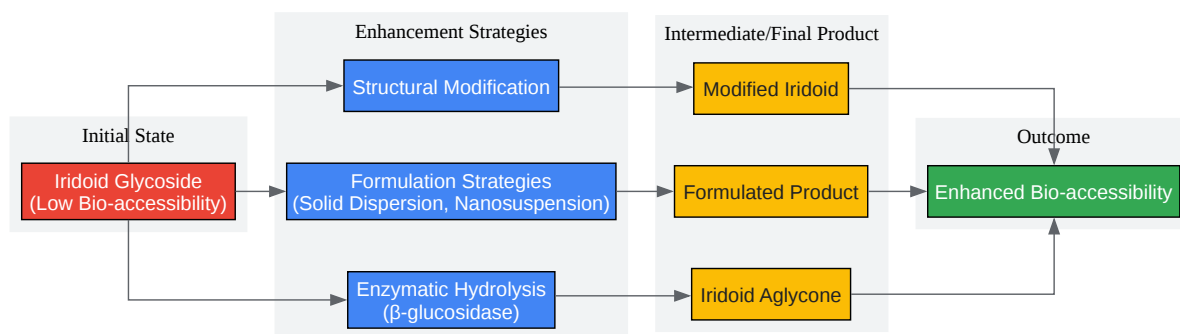 Enhancement Strategies
Intermediate/Final Product
Structural Modification
Modified Iridoid
Initial State
Outcome
Iridoid Glycoside
(Low Bio-accessibility)
Formulation Strategies
(Solid Dispersion, Nanosuspension)
Formulated Product
Enhanced Bio-accessibility
Enzymatic Hydrolysis
(β-glucosidase)
Iridoid Aglycone